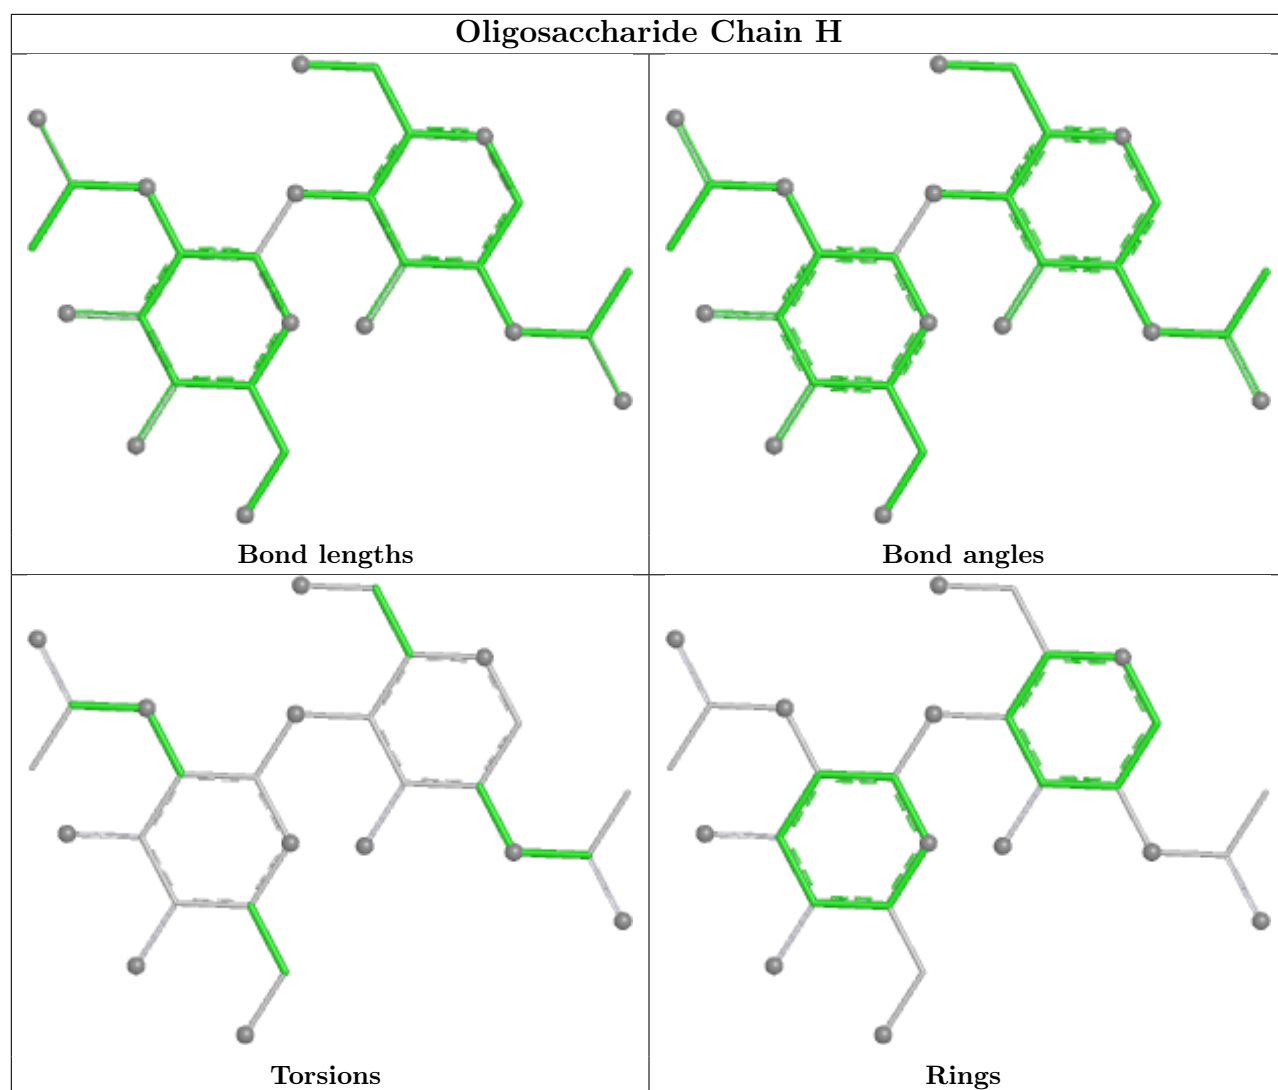 Oligosaccharide Chain H
Bond lengths
Bond angles
Torsions
Rings